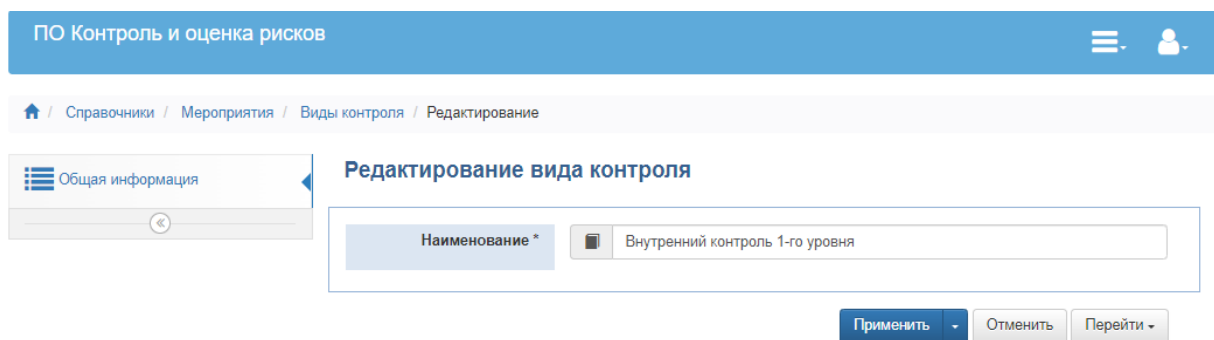 ПО Контроль и оценка рисков
/ Справочники / Мероприятия / Виды контроля / Редактирование
Общая информация
Редактирование вида контроля
Наименование *
Внутренний контроль 1-го уровня
Применить Отменить Перейти